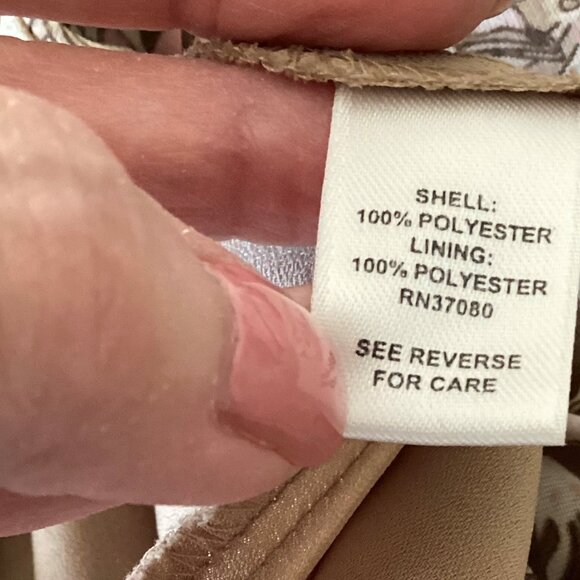 SHELL:
100% POLYESTER
LINING:
100% POLYESTER
RN37080
SEE REVERSE
FOR CARE